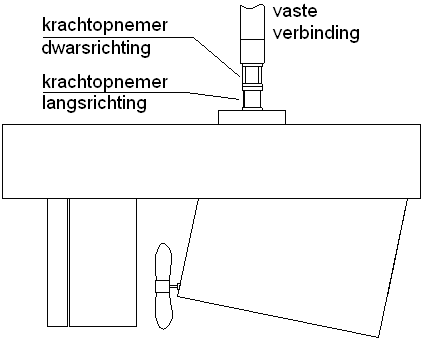 krachtopnemer
dwarsrichting
krachtopnemer
langsrichting
vaste
verbinding